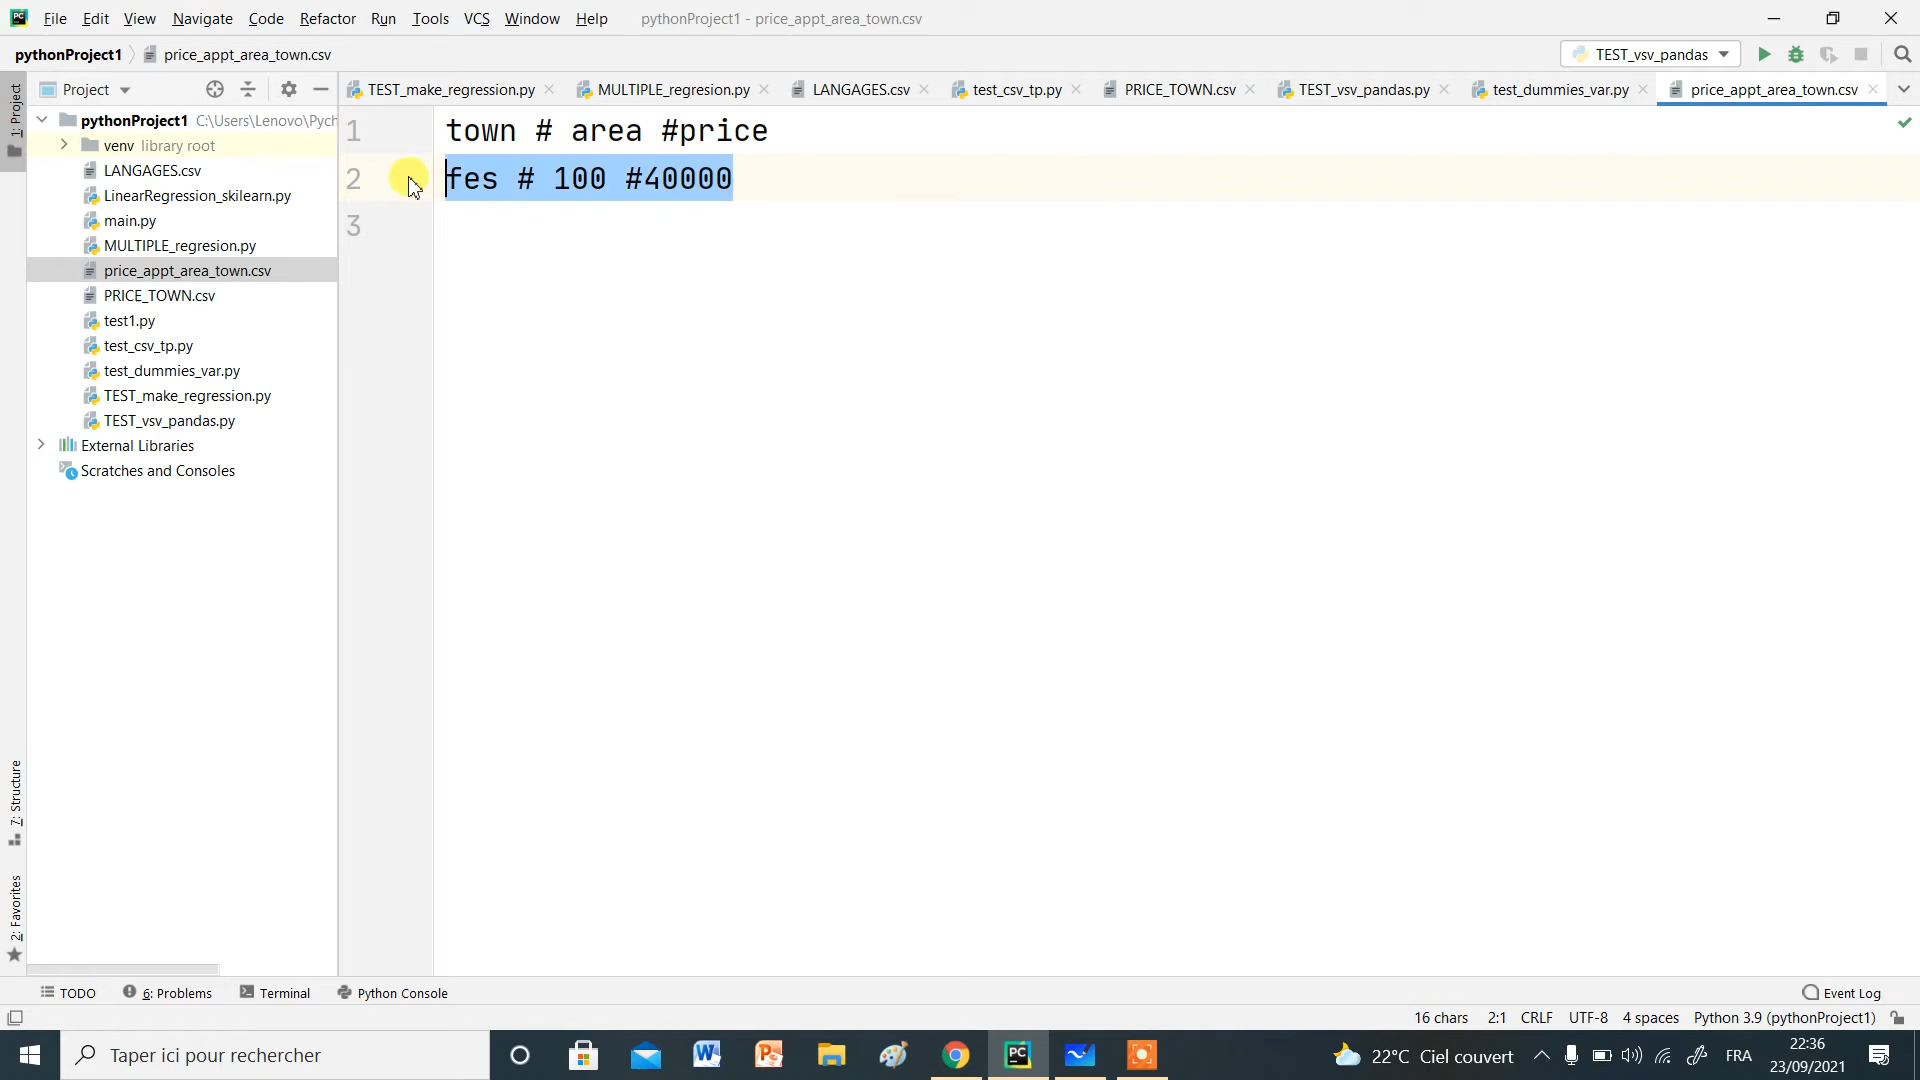 File Edit View Navigate Code Refactor Run Tools VCS Window Help pythonProject1 - price_appt_area_town.csv
pythonProject1 price_appt_area_town.csv TEST_vsv_pandas
Project TEST_make_regression.py MULTIPLE_regresion.py LANGAGES.csv test_csv_tp.py PRICE_TOWN.csv TEST_vsv_pandas.py test_dummies_var.py price_appt_area_town.csv
1: Project
pythonProject1 C:\Users\Lenovo\Pych
venv library root
LANGAGES.csv
LinearRegression_skilearn.py
main.py
MULTIPLE_regresion.py
price_appt_area_town.csv
PRICE_TOWN.csv
test1.py
test_csv_tp.py
test_dummies_var.py
TEST_make_regression.py
TEST_vsv_pandas.py
External Libraries
Scratches and Consoles
1 town # area #price
2 fes # 100 #40000
3
7: Structure
2: Favorites
TODO 6: Problems Terminal Python Console Event Log
16 chars 2:1 CRLF UTF-8 4 spaces Python 3.9 (pythonProject1)
Taper ici pour rechercher 22°C Ciel couvert FRA 22:36
23/09/2021